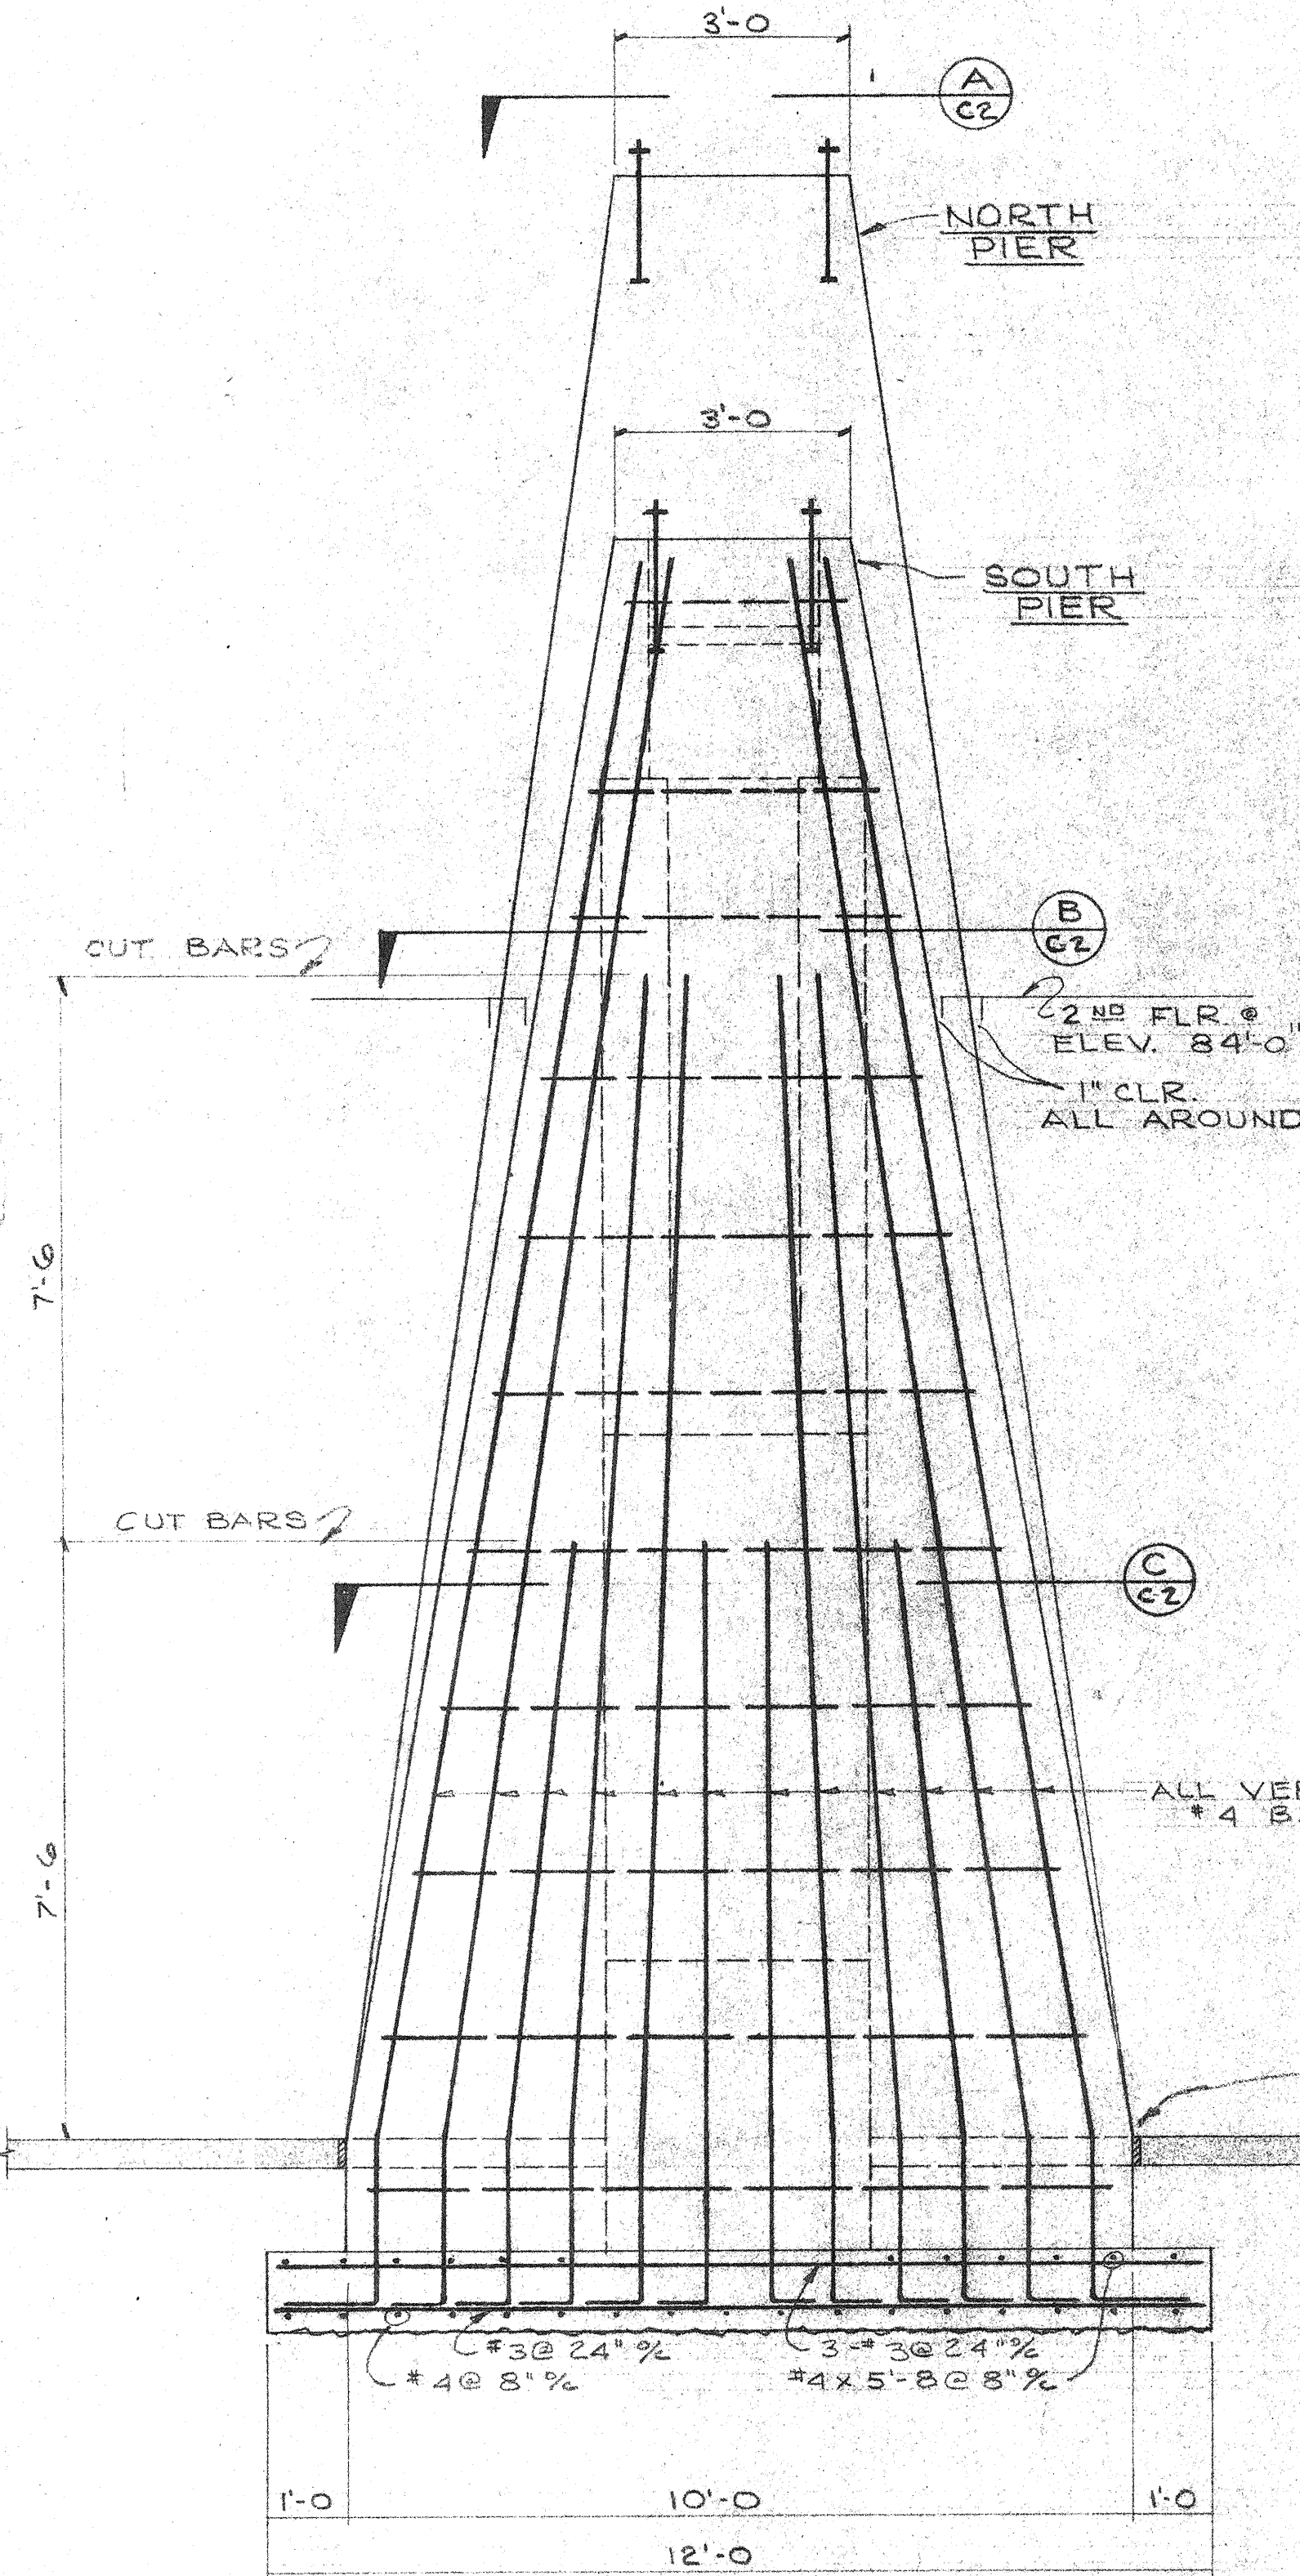 3'-0
A
C2
NORTH
PIER
3'-0
SOUTH
PIER
B
C2
CUT BARS
2ND FLR. @
ELEV. 84'-0"
1" CLR.
ALL AROUND
7'-6
CUT BARS
C
C2
ALL
# 4
7'-6
#3@ 24" o/c
3-#3@24" o/c
#4@ 8" o/c
#4x5'-8@8" o/c
1'-0
10'-0
1'-0
12'-0